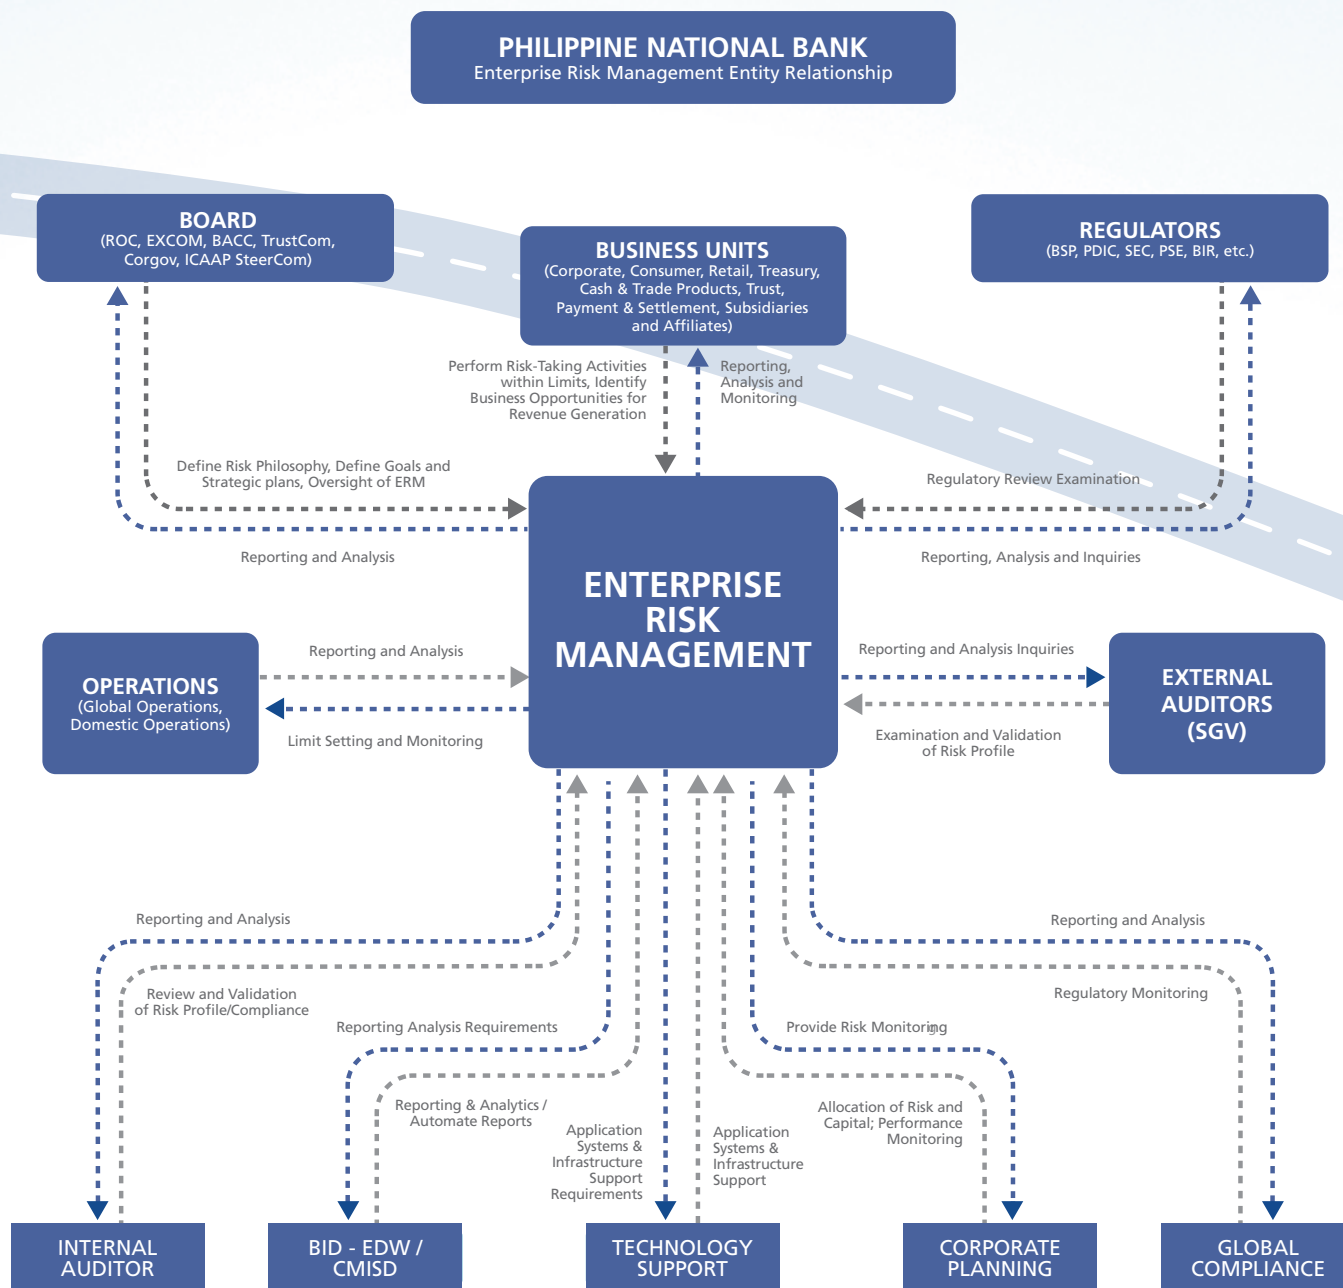 PHILIPPINE NATIONAL BANK
Enterprise Risk Management Entity Relationship
BOARD
(ROC, EXCOM, BACC, TrustCom,
Corgov, ICAAP SteerCom)
BUSINESS UNITS
(Corporate, Consumer, Retail, Treasury,
Cash & Trade Products, Trust,
Payment & Settlement, Subsidiaries
and Affiliates)
REGULATORS
(BSP, PDIC, SEC, PSE, BIR, etc.)
Perform Risk-Taking Activities
within Limits, Identify
Business Opportunities for
Revenue Generation
Reporting,
Analysis and
Monitoring
Define Risk Philosophy, Define Goals and
Strategic plans, Oversight of ERM
Reporting and Analysis
Regulatory Review Examination
Reporting, Analysis and Inquiries
ENTERPRISE
RISK
MANAGEMENT
OPERATIONS
(Global Operations,
Domestic Operations)
Reporting and Analysis
Limit Setting and Monitoring
Reporting and Analysis Inquiries
Examination and Validation
of Risk Profile
EXTERNAL
AUDITORS
(SGV)
Reporting and Analysis
Review and Validation
of Risk Profile/Compliance
Reporting Analysis Requirements
Reporting & Analytics /
Automate Reports
Application
Systems &
Infrastructure
Support
Requirements
Application
Systems &
Infrastructure
Support
Provide Risk Monitoring
Allocation of Risk and
Capital; Performance
Monitoring
Reporting and Analysis
Regulatory Monitoring
INTERNAL
AUDITOR
BID - EDW /
CMISD
TECHNOLOGY
SUPPORT
CORPORATE
PLANNING
GLOBAL
COMPLIANCE